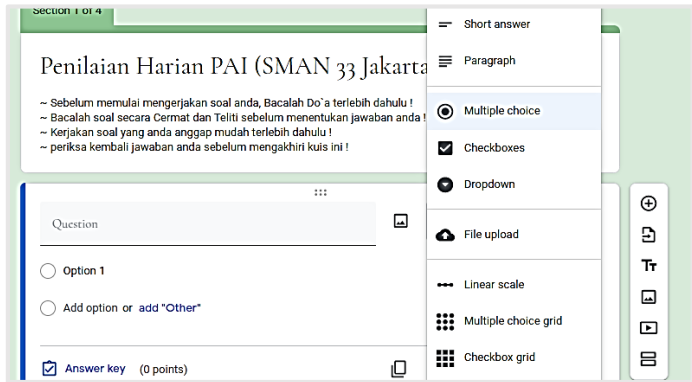 Section 1 of 4
Penilaian Harian PAI (SMAN 33 Jakarta
~ Sebelum memulai mengerjakan soal anda, Bacalah Do`a terlebih dahulu !
~ Bacalah soal secara Cermat dan Teliti sebelum menentukan jawaban anda !
~ Kerjakan soal yang anda anggap mudah terlebih dahulu !
~ periksa kembali jawaban anda sebelum mengakhiri kuis ini !
Question
Option 1
Add option or add "Other"
Answer key (0 points)
Short answer
Paragraph
Multiple choice
Checkboxes
Dropdown
File upload
Linear scale
Multiple choice grid
Checkbox grid
Tт